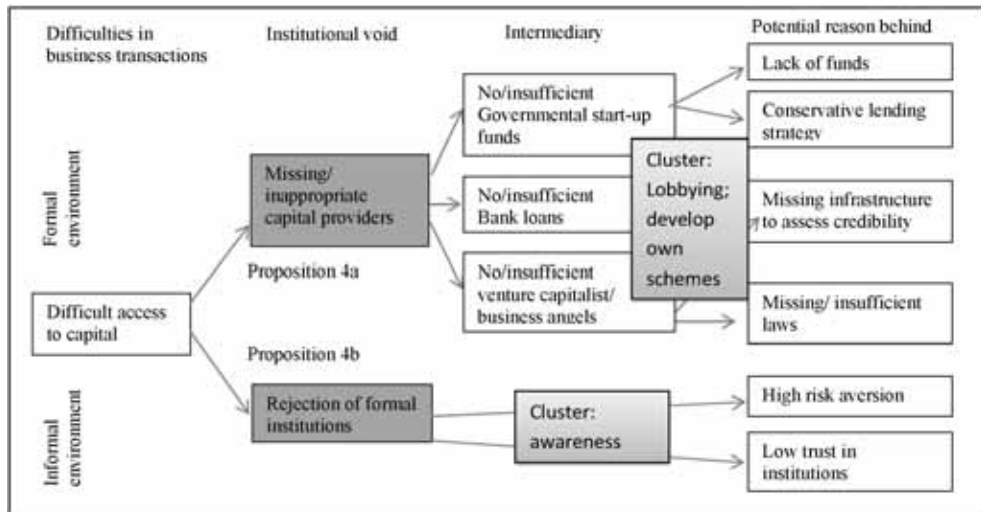 Difficulties in
business transactions
Institutional void
Intermediary
Potential reason behind
Formal
environment
Informal
environment
Difficult access
to capital
Missing/
inappropriate
capital providers
Proposition 4a
Proposition 4b
Rejection of formal
institutions
No/insufficient
Governmental start-up
funds
No/insufficient
Bank loans
No/insufficient
venture capitalist/
business angels
Cluster:
Lobbying;
develop
own
schemes
Cluster:
awareness
Lack of funds
Conservative lending
strategy
Missing infrastructure
to assess credibility
Missing/ insufficient
laws
High risk aversion
Low trust in
institutions